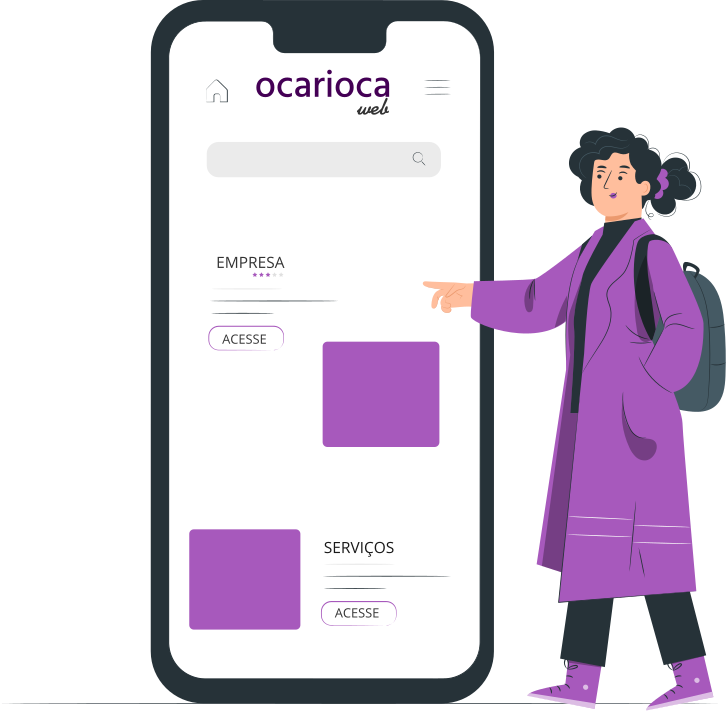 ocarioca
web
EMPRESA
ACESSE
SERVIÇOS
ACESSE